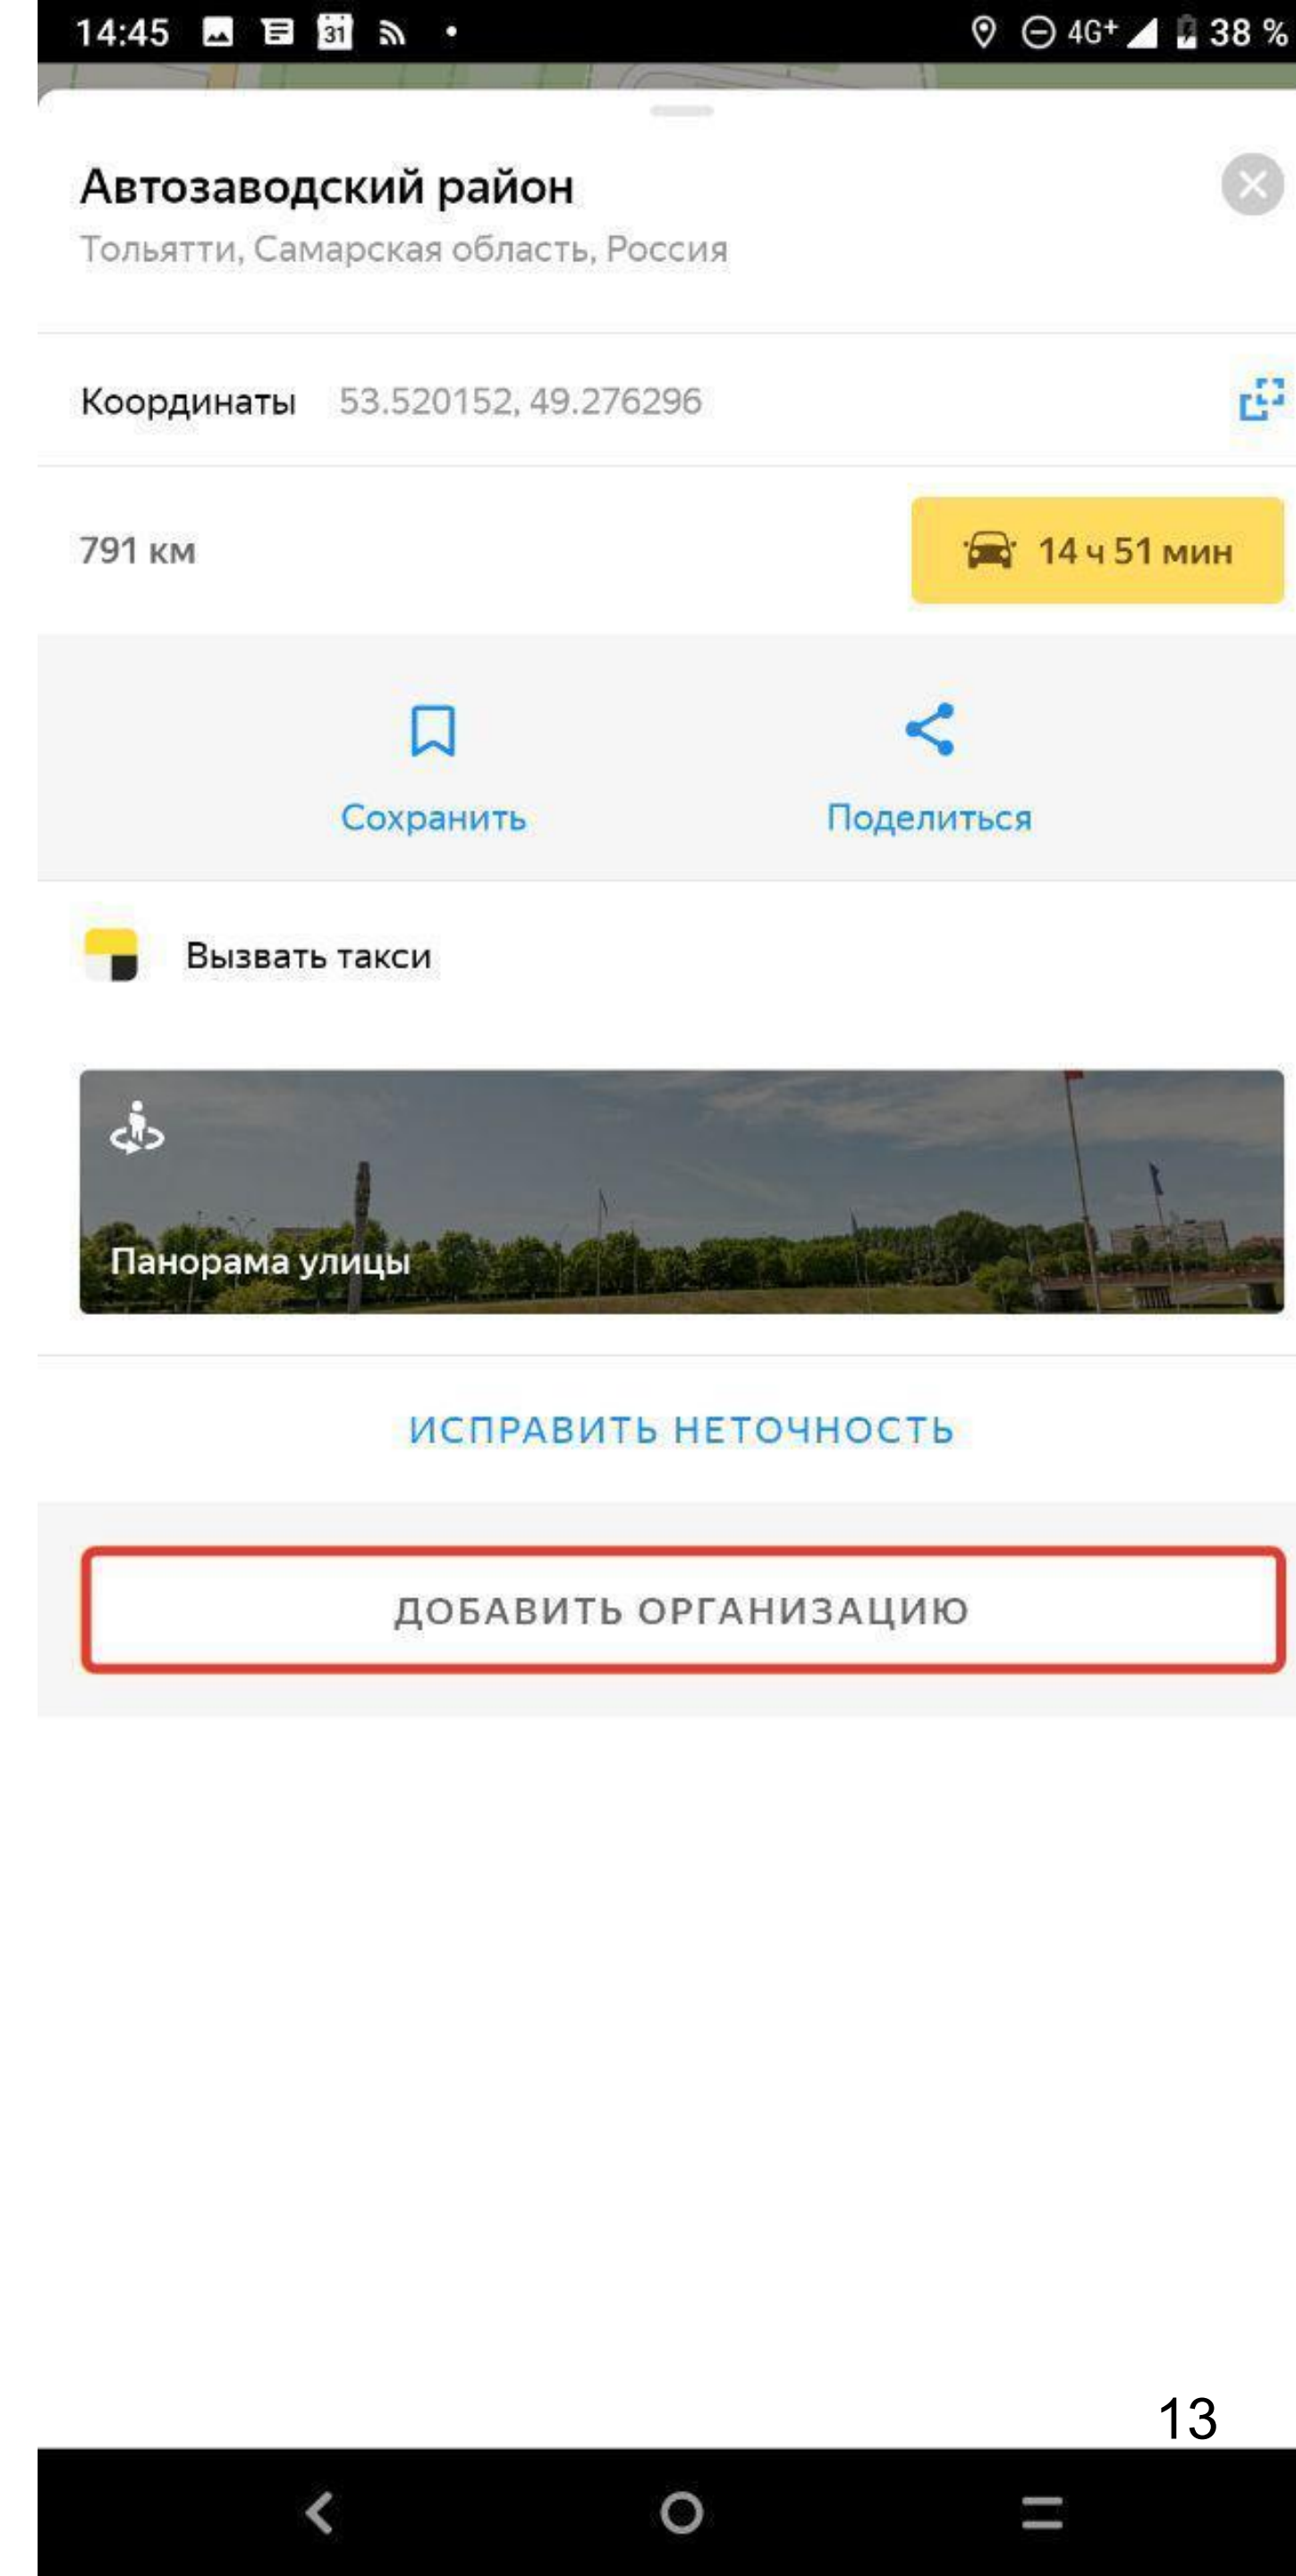 14:45 31 4G+ 38 %
Автозаводский район
Тольятти, Самарская область, Россия
Координаты 53.520152, 49.276296
791 км 14 ч 51 мин
Сохранить Поделиться
Вызвать такси
Панорама улицы
ИСПРАВИТЬ НЕТОЧНОСТЬ
ДОБАВИТЬ ОРГАНИЗАЦИЮ
13